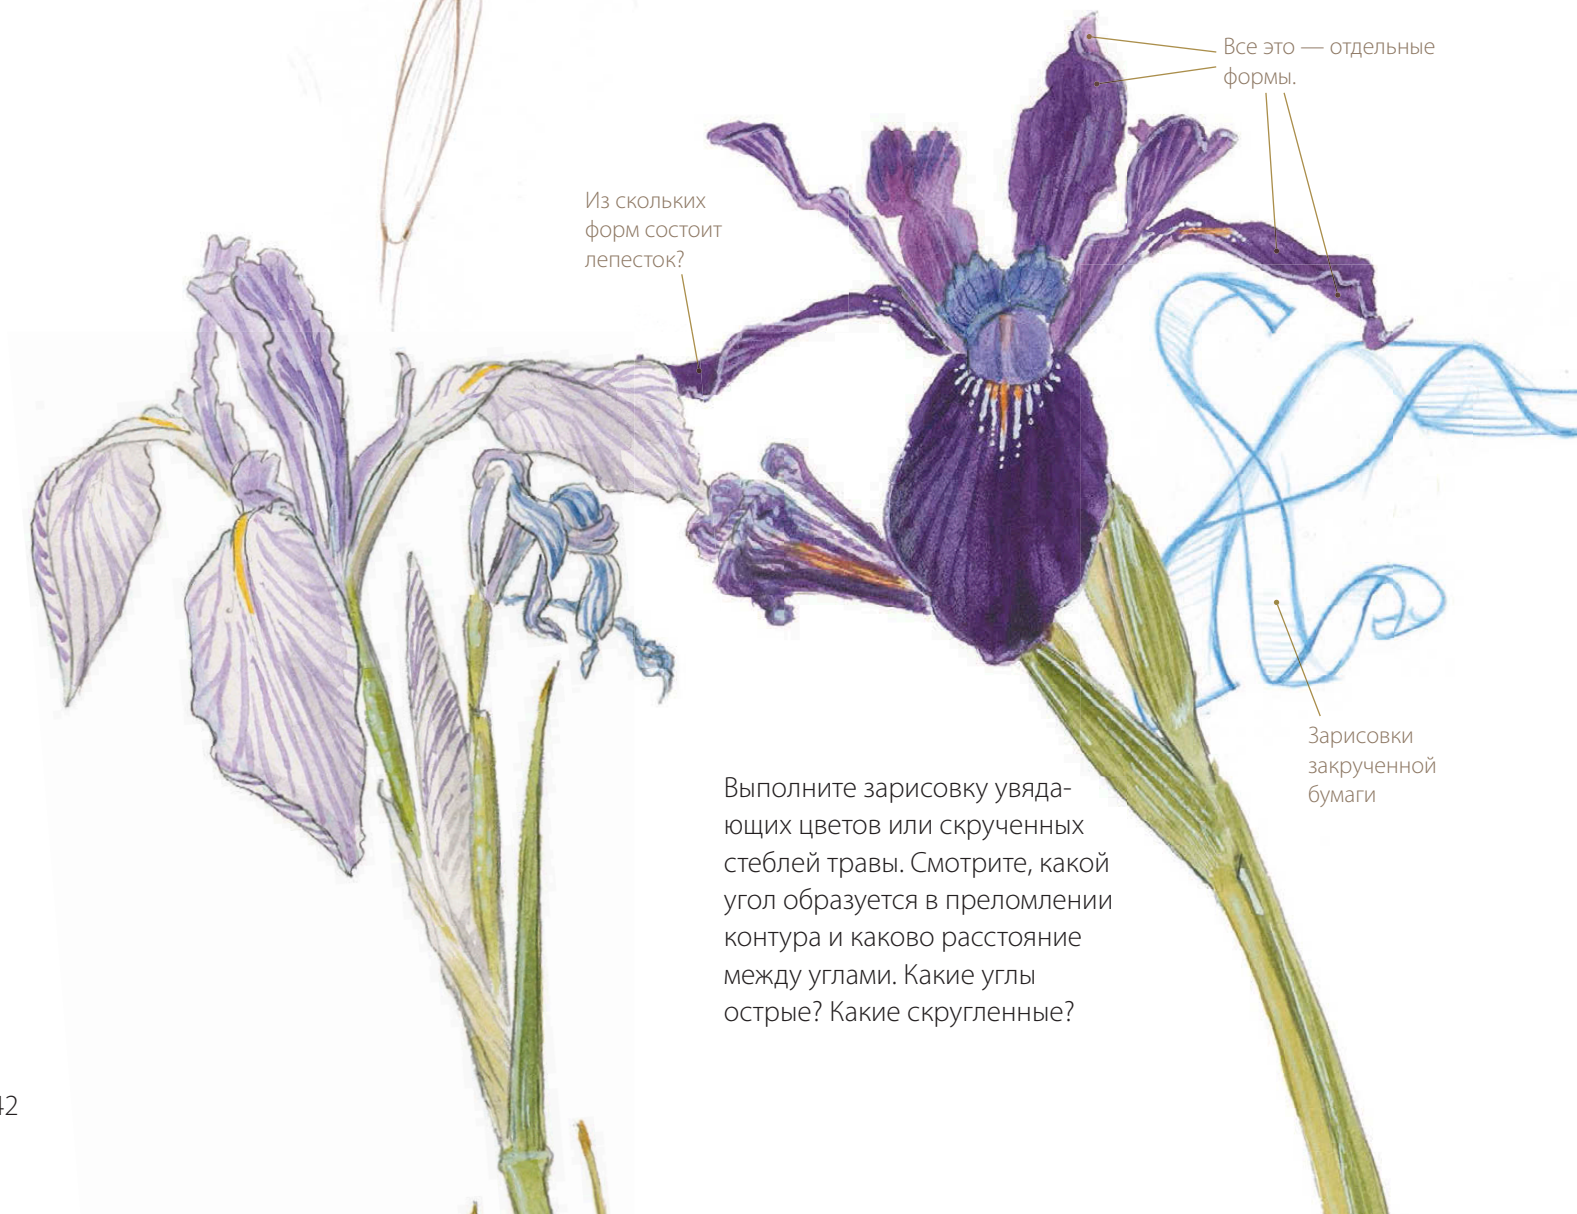 Все это — отдельные
формы.
Из скольких
форм состоит
лепесток?
Зарисовки
закрученной
бумаги
Выполните зарисовку увяда-
ющих цветов или скрученных
стеблей травы. Смотрите, какой
угол образуется в преломлении
контура и каково расстояние
между углами. Какие углы
острые? Какие скругленные?
42